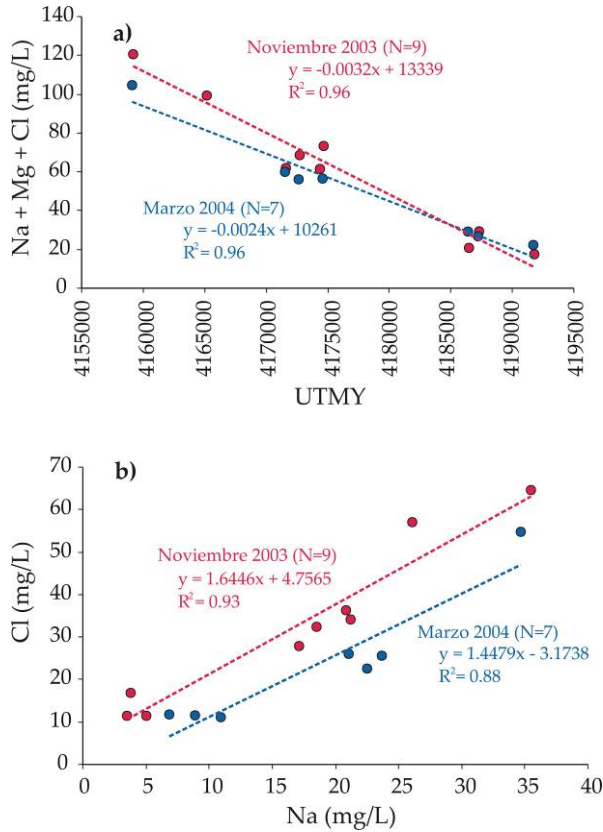 a)
Na + Mg + Cl (mg/L)
140
120
100
80
60
40
20
0
Noviembre 2003 (N=9)
y = -0.0032x + 13339
R² = 0.96
Marzo 2004 (N=7)
y = -0.0024x + 10261
R² = 0.96
4155000
4160000
4165000
4170000
4175000
4180000
4185000
4190000
4195000
UTMY
b)
Cl (mg/L)
70
60
50
40
30
20
10
0
Noviembre 2003 (N=9)
y = 1.6446x + 4.7565
R² = 0.93
Marzo 2004 (N=7)
y = 1.4479x - 3.1738
R² = 0.88
0 5 10 15 20 25 30 35 40
Na (mg/L)